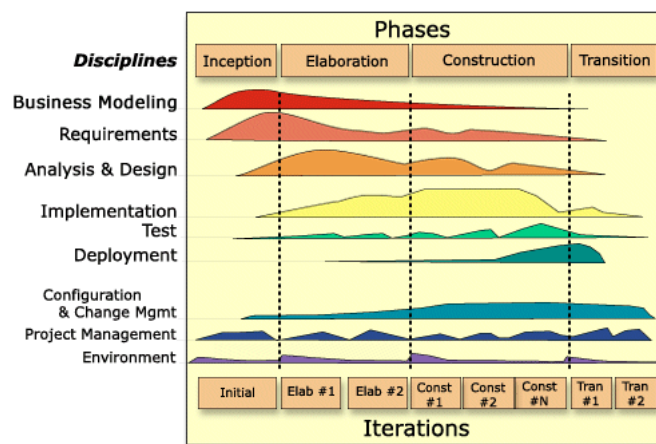 Phases
Disciplines
Inception
Elaboration
Construction
Transition
Business Modeling
Requirements
Analysis & Design
Implementation
Test
Deployment
Configuration
& Change Mgmt
Project Management
Environment
Initial
Elab #1
Elab #2
Const
#1
Const
#2
Const
#N
Tran
#1
Tran
#2
Iterations